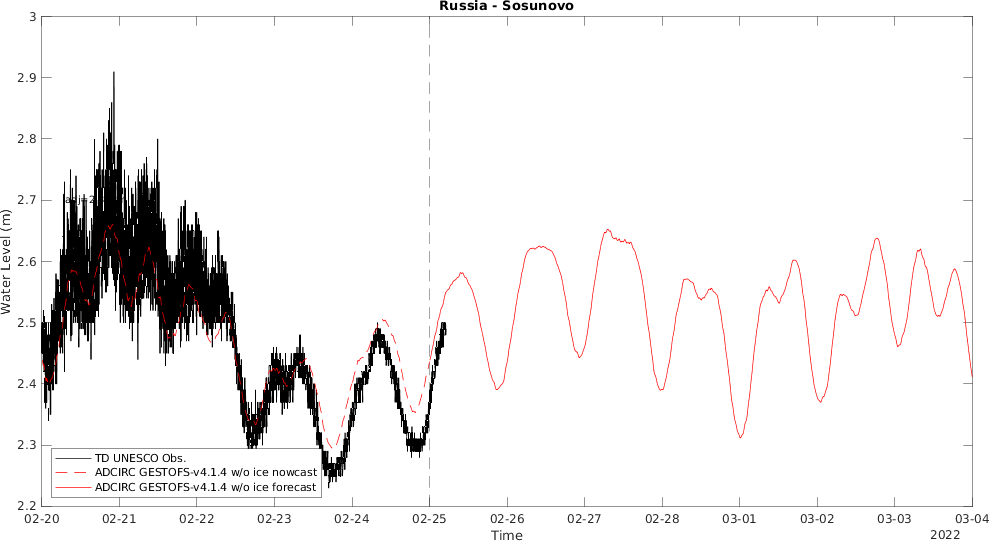 Russia - Sosunovo
3
2.9
2.8
2.7
2.6
2.5
2.4
2.3
2.2
Water Level (m)
TD UNESCO Obs.
ADCIRC GESTOFS-v4.1.4 w/o ice nowcast
ADCIRC GESTOFS-v4.1.4 w/o ice forecast
02-20 02-21 02-22 02-23 02-24 02-25 02-26 02-27 02-28 03-01 03-02 03-03 03-04
Time
2022